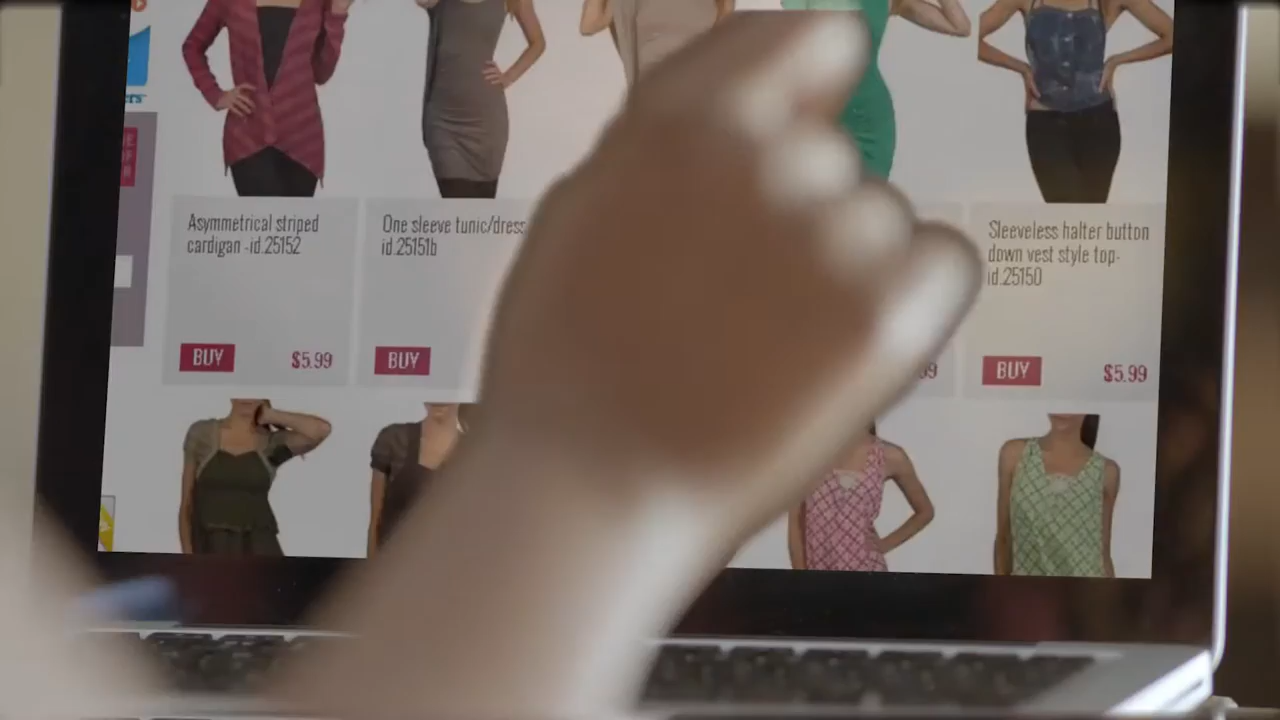 ers
Asymmetrical striped
cardigan -id.25152
BUY
$5.99
One sleeve tunic/dress
id.25151b
BUY
Sleeveless halter button
down vest style top-
id.25150
BUY
$5.99